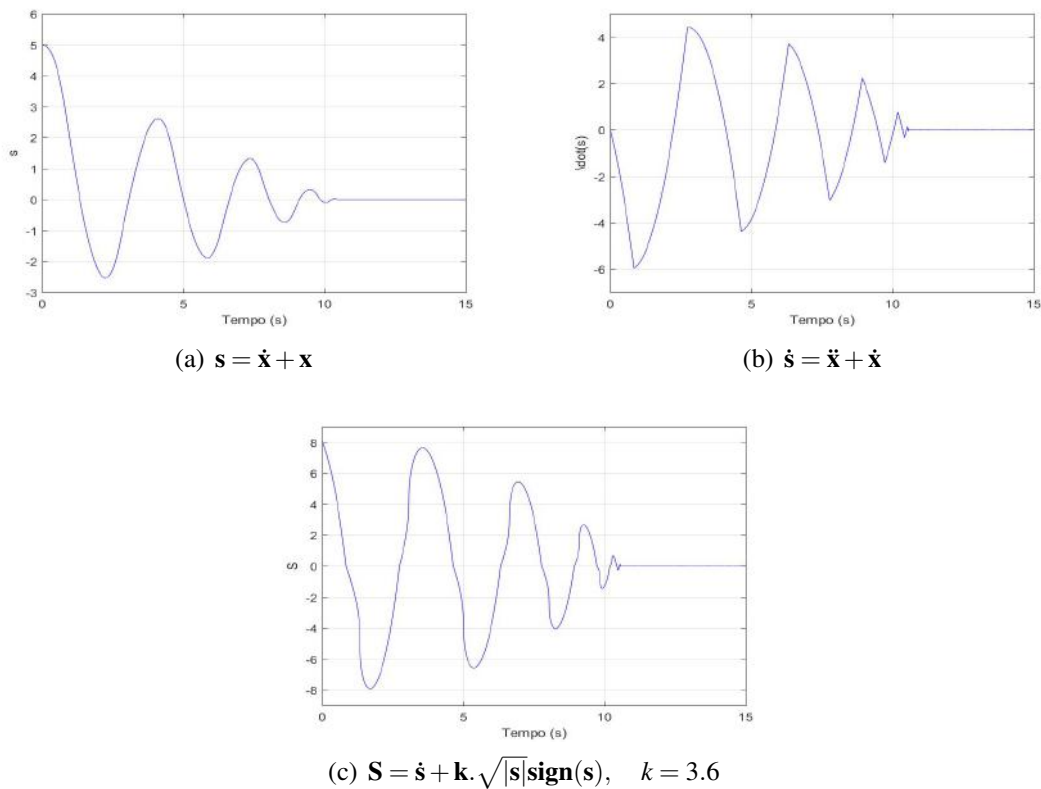 6
5
4
3
2
1
0
-1
-2
-3
s
0 5 10 15
Tempo (s)
(a) s = ẋ + x
4
2
0
-2
-4
-6
\dot(s)
0 5 10 15
Tempo (s)
(b) ṡ = ẍ + ẋ
8
6
4
2
0
-2
-4
-6
-8
S
0 5 10 15
Tempo (s)
(c) S = ṡ + k.√|s|sign(s), k = 3.6